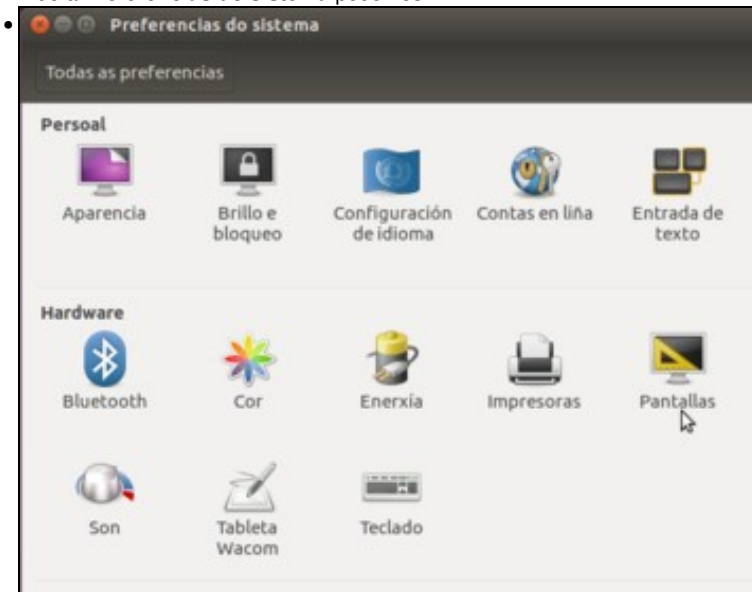 Preferencias do sistema
Todas as preferencias
Persoal
Aparencia
Brillo e
bloqueo
Configuración
de idioma
Contas en liña
Entrada de
texto
Hardware
Bluetooth
Cor
Enerxía
Impresoras
Pantallas
Son
Tableta
Wacom
Teclado